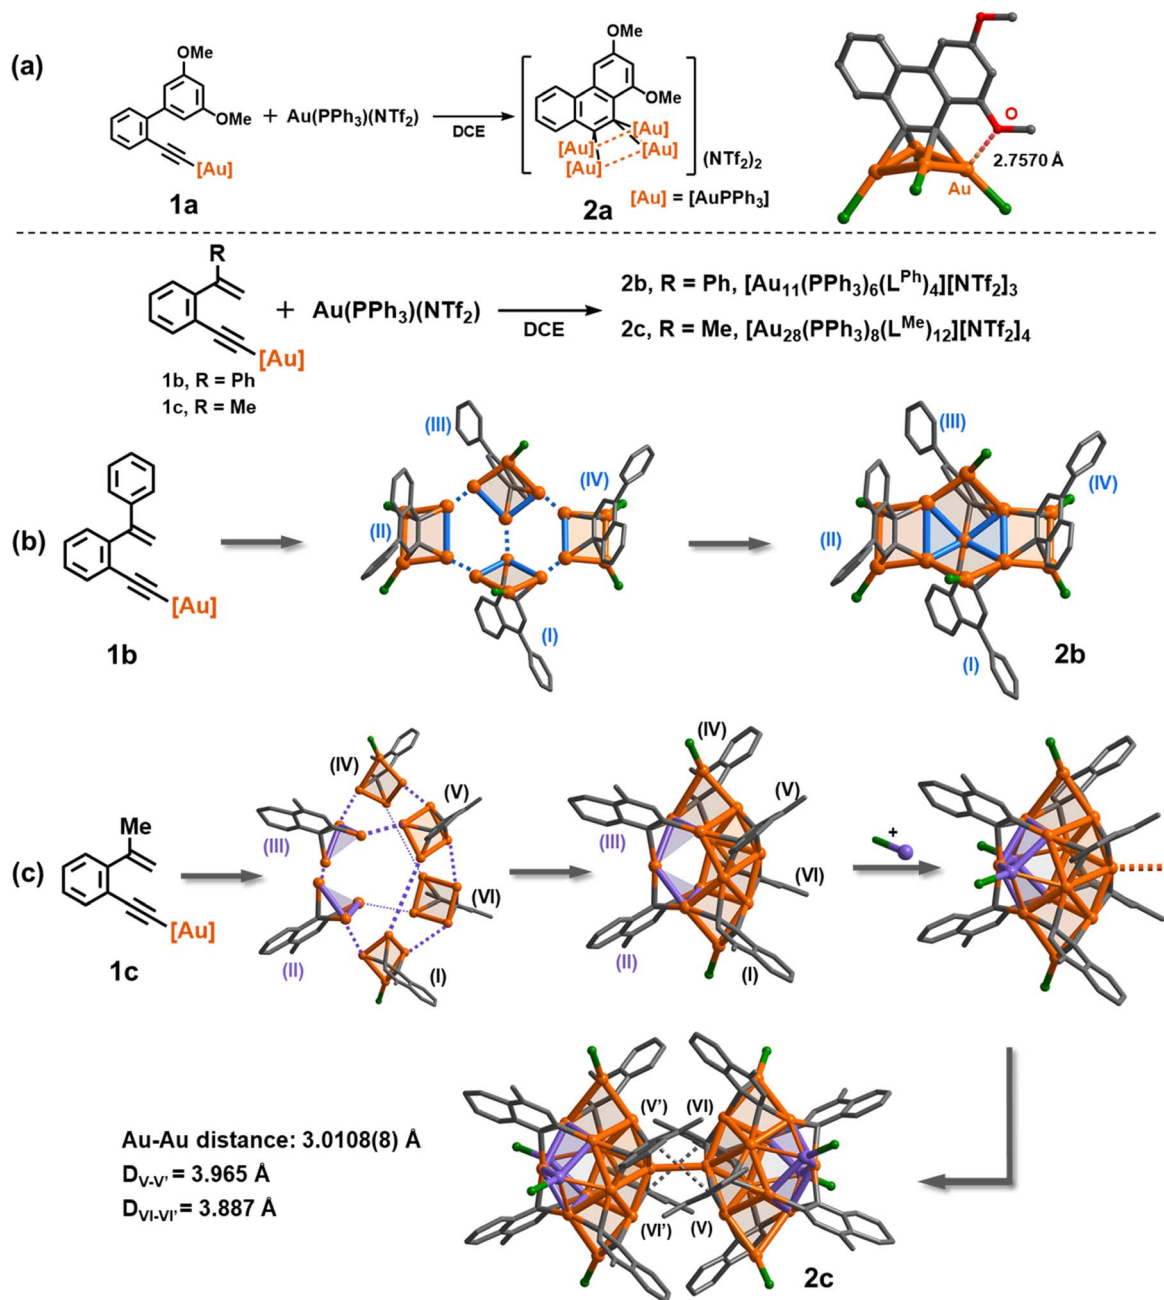 (a)
OMe
OMe
[Au]
1a
+ Au(PPh₃)(NTf₂)
DCE
OMe
OMe
[Au]
[Au]
[Au]
[Au]
(NTf₂)₂
2a
[Au] = [AuPPh₃]
O
2.7570 Å
Au
R
[Au]
1b, R = Ph
1c, R = Me
+ Au(PPh₃)(NTf₂)
DCE
2b, R = Ph, [Au₁₁(PPh₃)₆(Lᴾʰ)₄][NTf₂]₃
2c, R = Me, [Au₂₈(PPh₃)₈(Lᴹᵉ)₁₂][NTf₂]₄
(b)
[Au]
1b
(III)
(IV)
(II)
(I)
(III)
(IV)
(II)
(I)
2b
(c)
Me
[Au]
1c
(IV)
(V)
(III)
(VI)
(II)
(I)
(IV)
(V)
(III)
(VI)
(II)
(I)
+
Au-Au distance: 3.0108(8) Å
D_V-V' = 3.965 Å
D_VI-VI' = 3.887 Å
(V')
(VI)
(VI')
(V)
2c